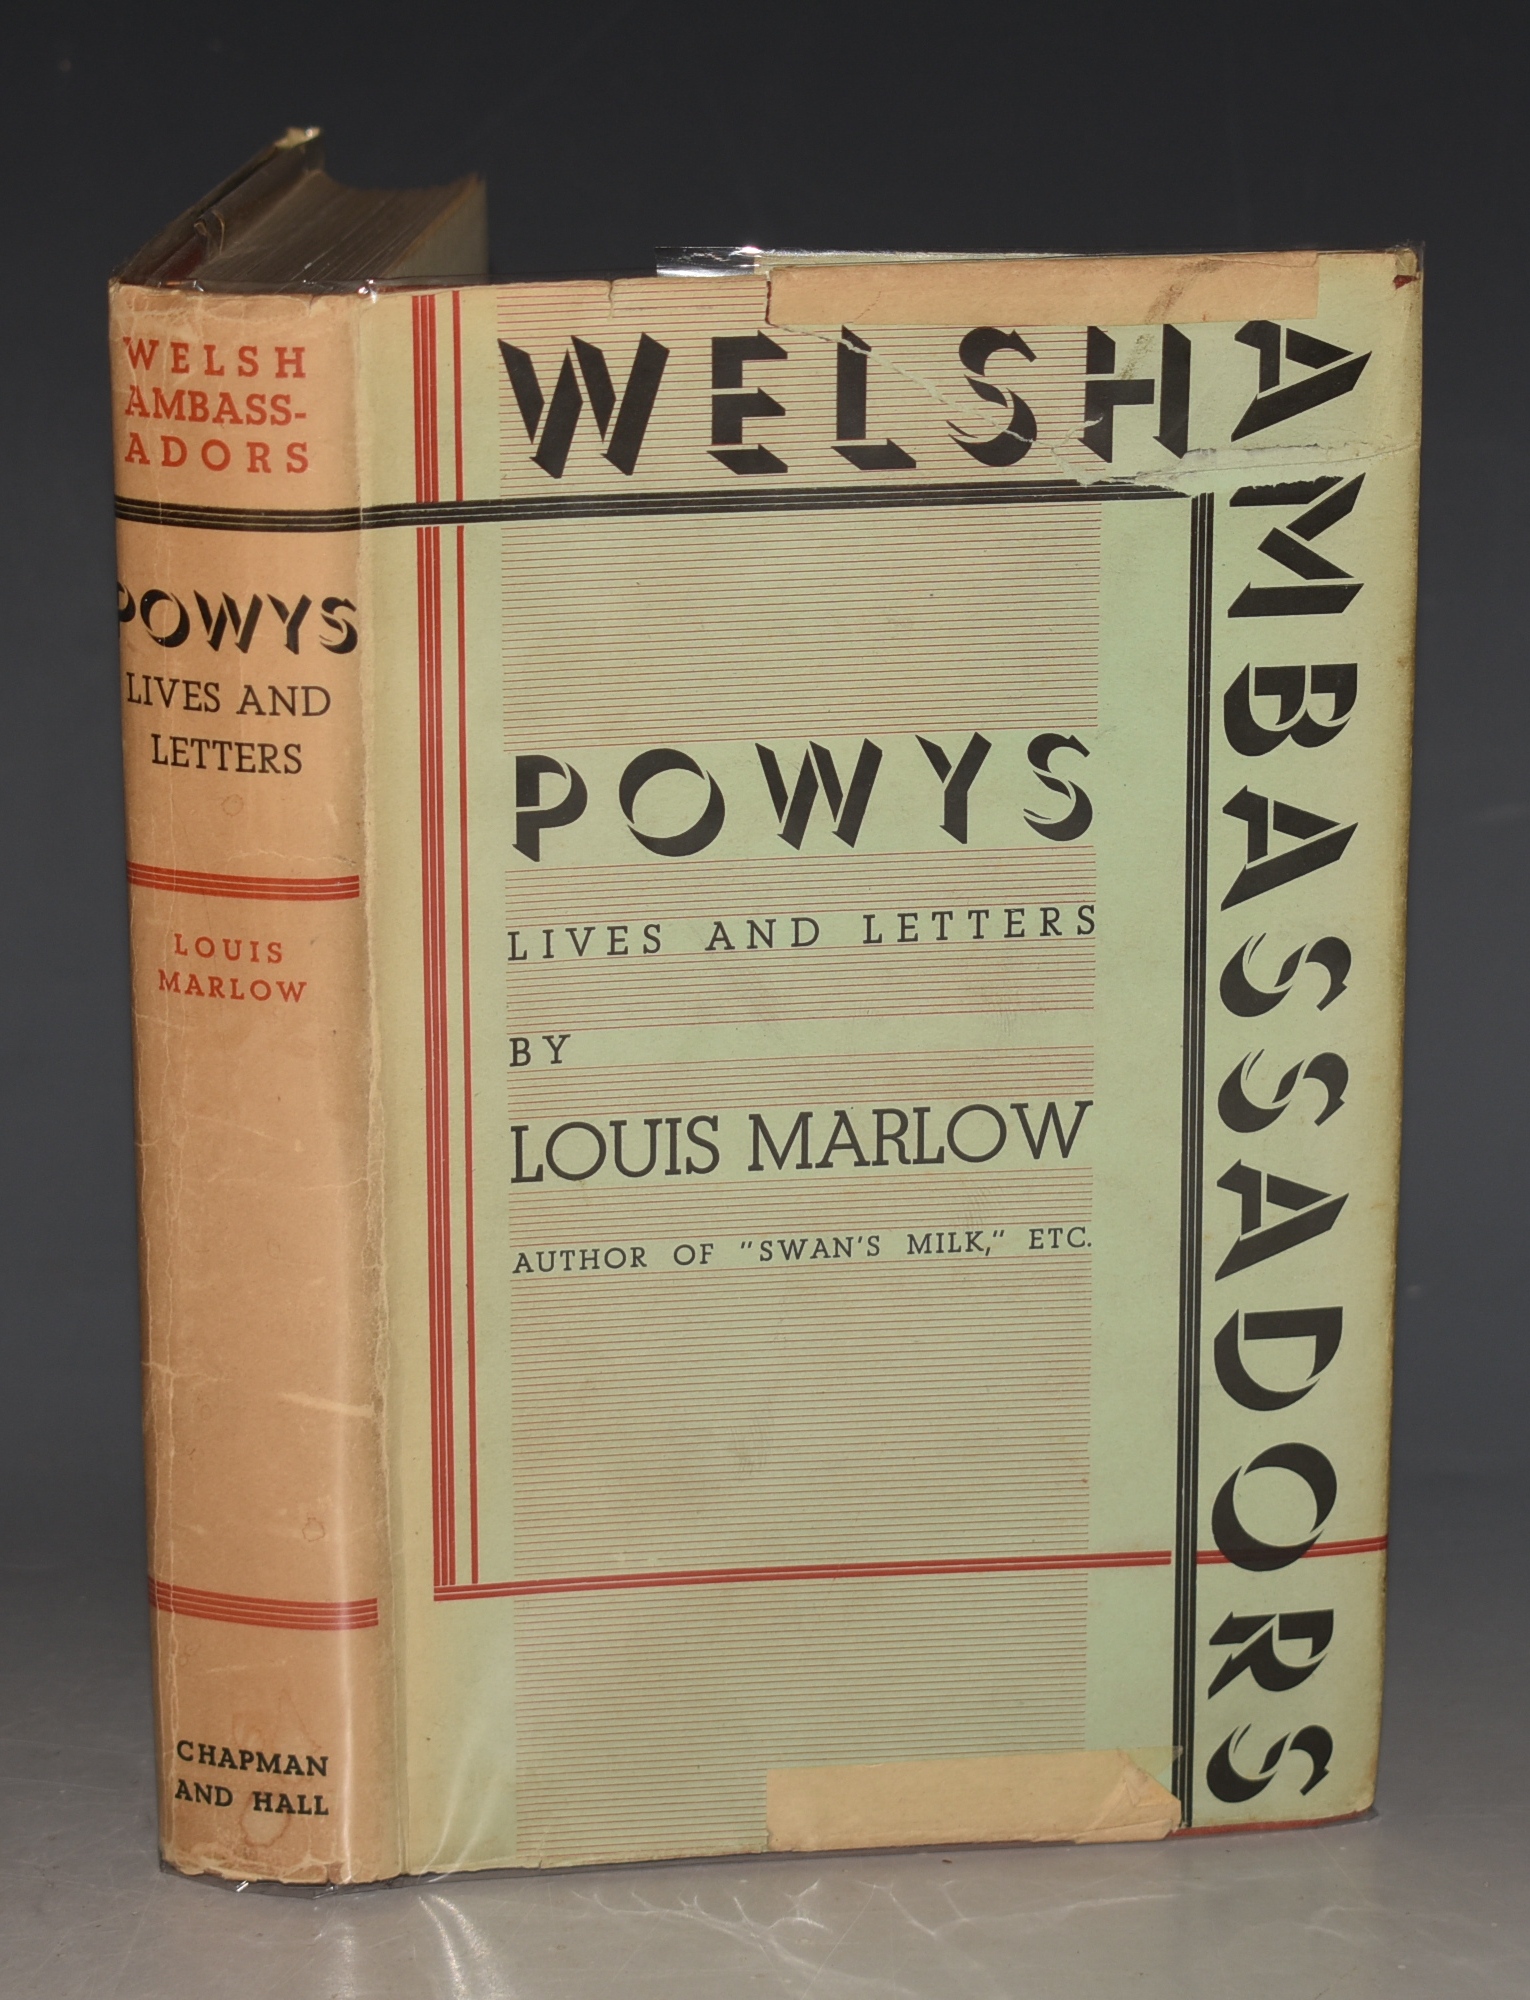 WELSH
AMBASS-
ADORS
POWYS
LIVES AND
LETTERS
LOUIS
MARLOW
CHAPMAN
AND HALL
WELSH
AMBASSADORS
POWYS
LIVES AND LETTERS
BY
LOUIS MARLOW
AUTHOR OF "SWAN'S MILK," ETC.